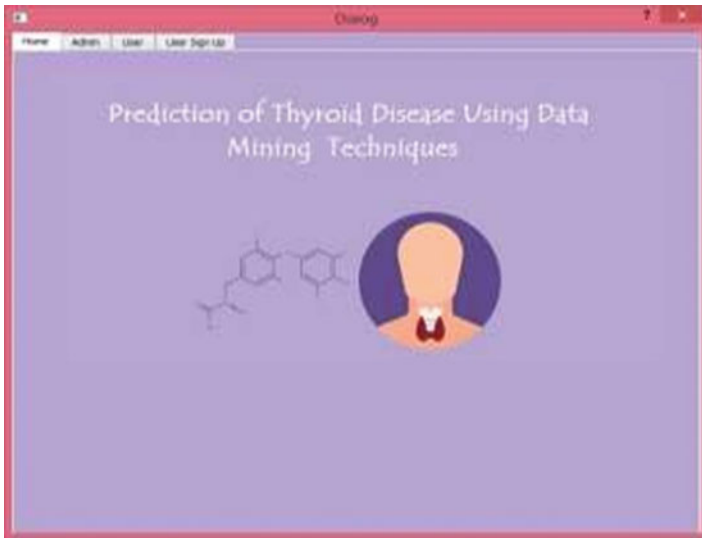 Dialog
?
Home Admin User User Sign Up
Prediction of Thyroid Disease Using Data
Mining Techniques